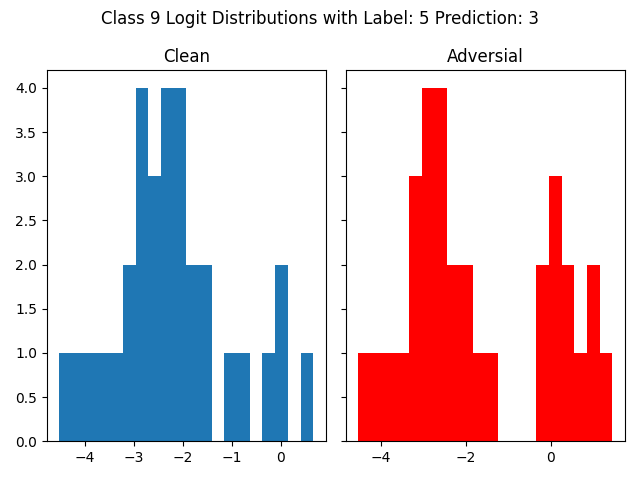 Class 9 Logit Distributions with Label: 5 Prediction: 3
Clean
Adversial
4.0
3.5
3.0
2.5
2.0
1.5
1.0
0.5
0.0
−4 −3 −2 −1 0
−4 −2 0